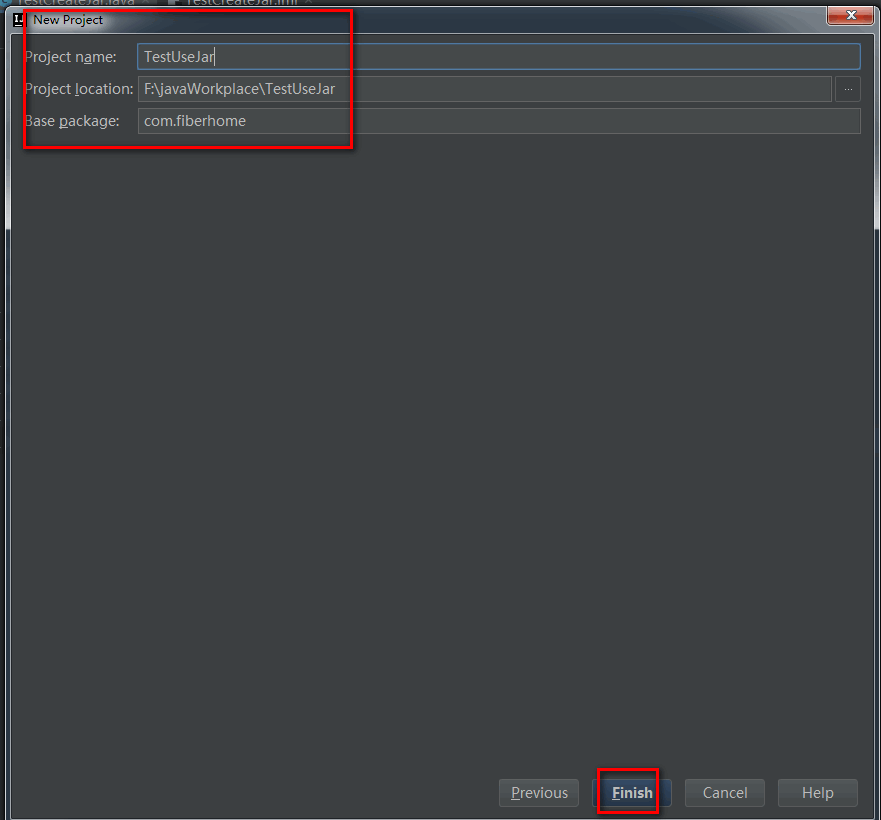 TestCreateJar.java TestCreateJar.iml
New Project
Project name: TestUseJar
Project location: F:\javaWorkplace\TestUseJar ...
Base package: com.fiberhome
Previous Finish Cancel Help